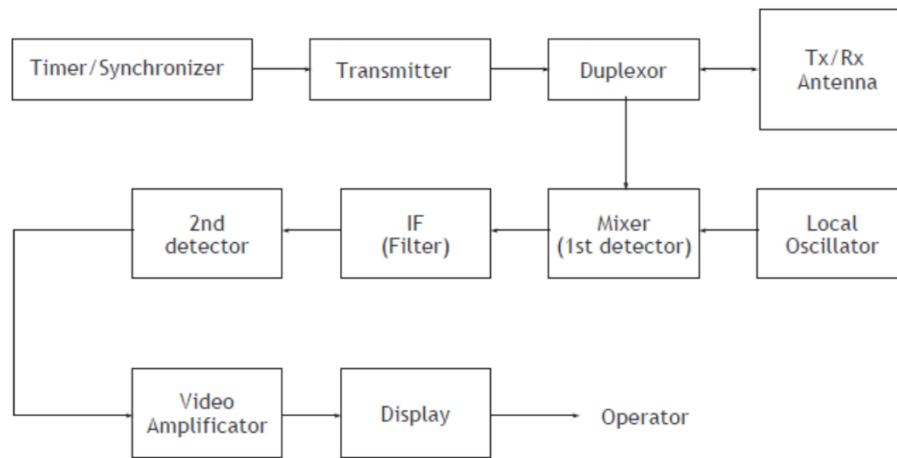 Timer/Synchronizer
Transmitter
Duplexor
Tx/Rx
Antenna
2nd
detector
IF
(Filter)
Mixer
(1st detector)
Local
Oscillator
Video
Amplificator
Display
Operator